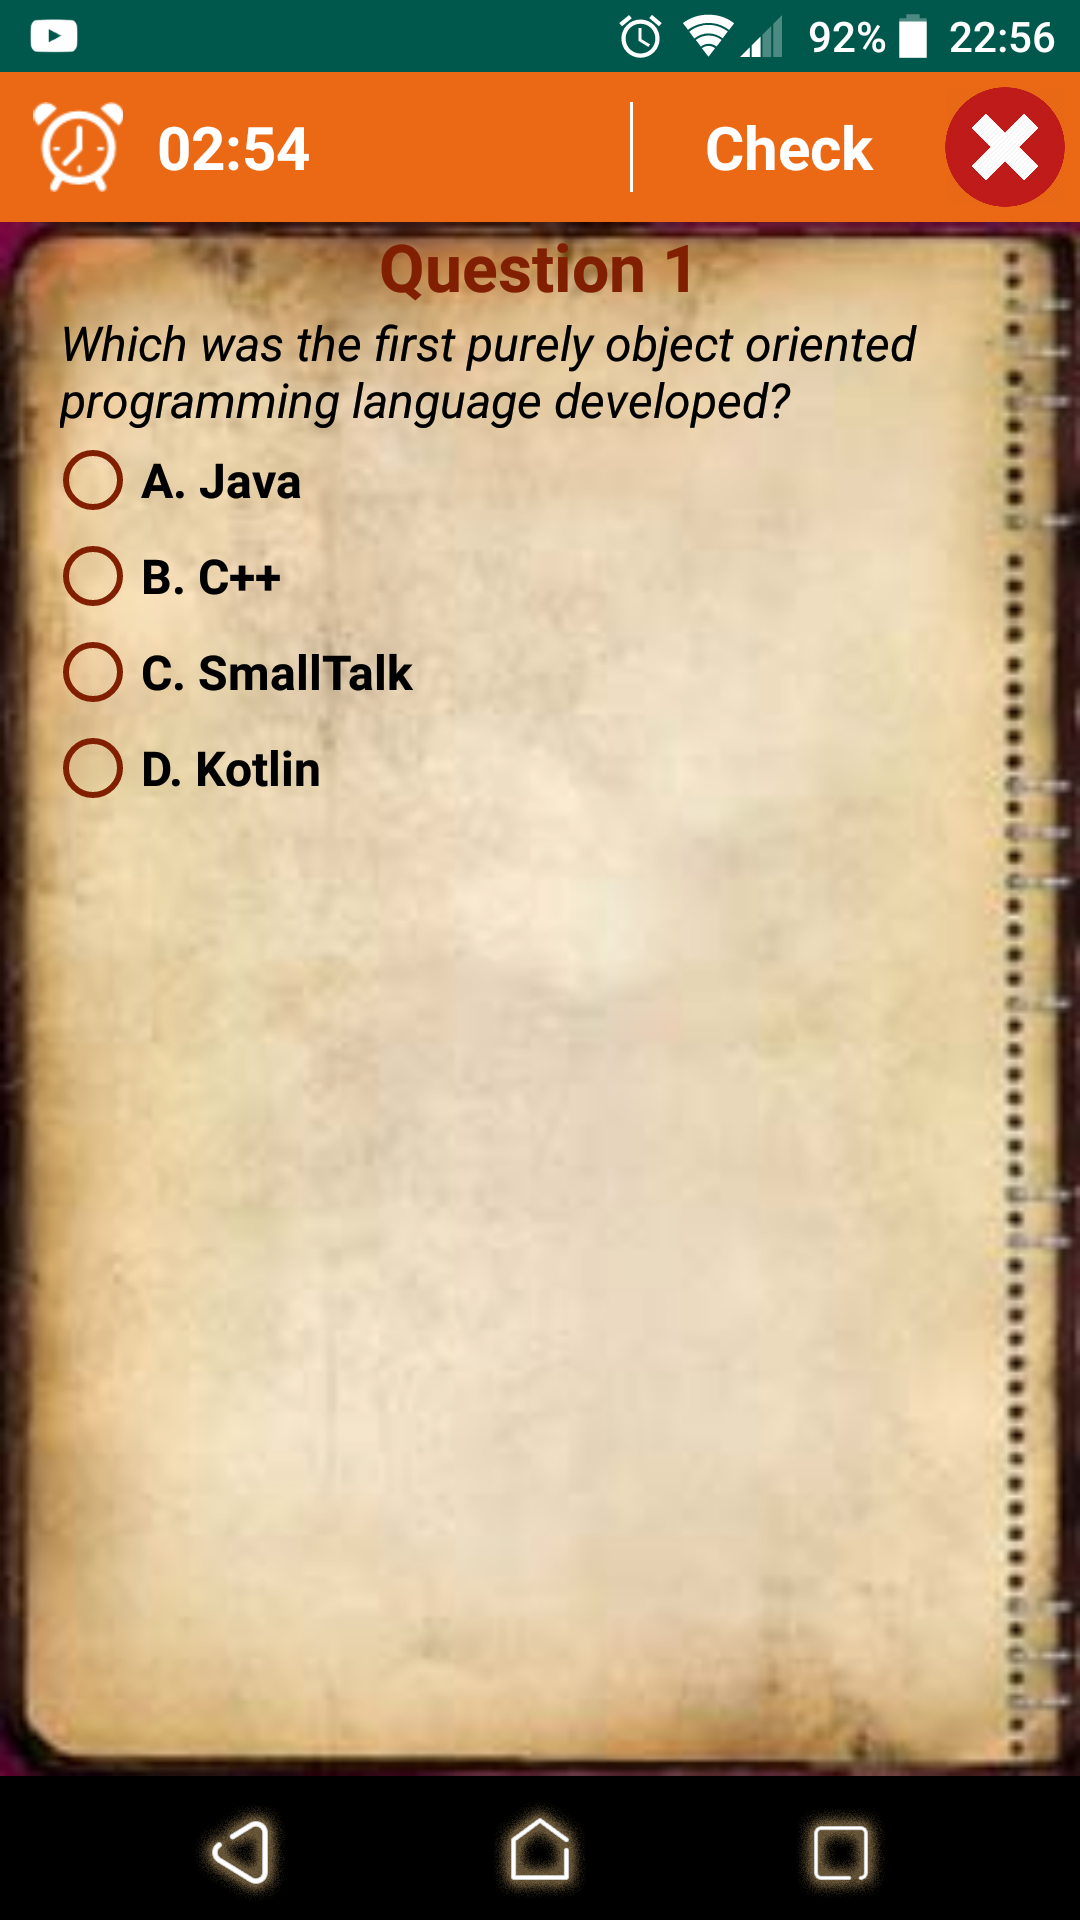 92% 22:56
02:54 Check
Question 1
Which was the first purely object oriented
programming language developed?
A. Java
B. C++
C. SmallTalk
D. Kotlin